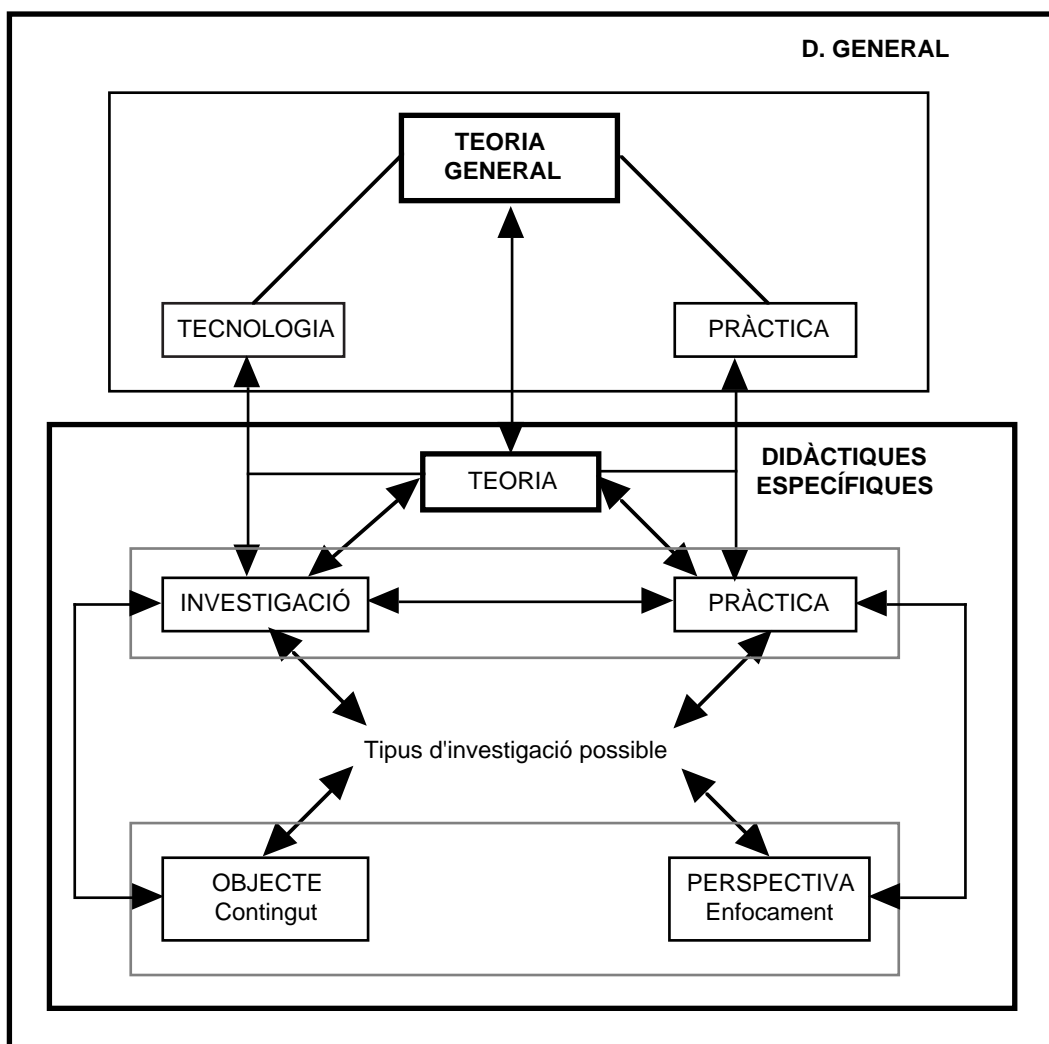 D. GENERAL
TEORIA
GENERAL
TECNOLOGIA
PRÀCTICA
DIDÀCTIQUES
ESPECÍFIQUES
TEORIA
INVESTIGACIÓ
PRÀCTICA
Tipus d'investigació possible
OBJECTE
Contingut
PERSPECTIVA
Enfocament